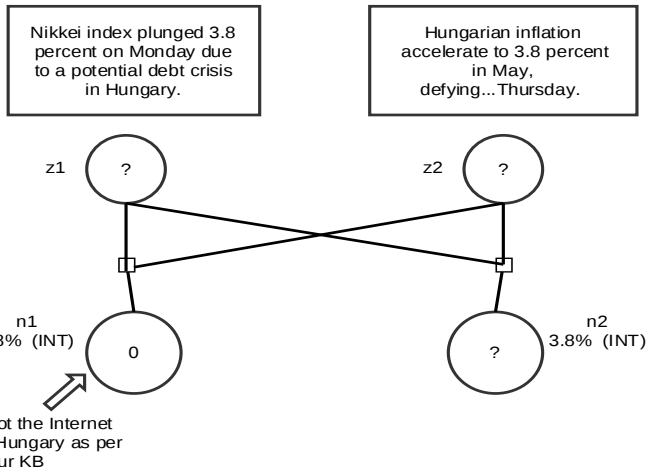 Nikkei index plunged 3.8
percent on Monday due
to a potential debt crisis
in Hungary.
Hungarian inflation
accelerate to 3.8 percent
in May,
defying...Thursday.
z1
?
z2
?
n1
8% (INT)
0
n2
3.8% (INT)
?
ot the Internet
Hungary as per
ur KB